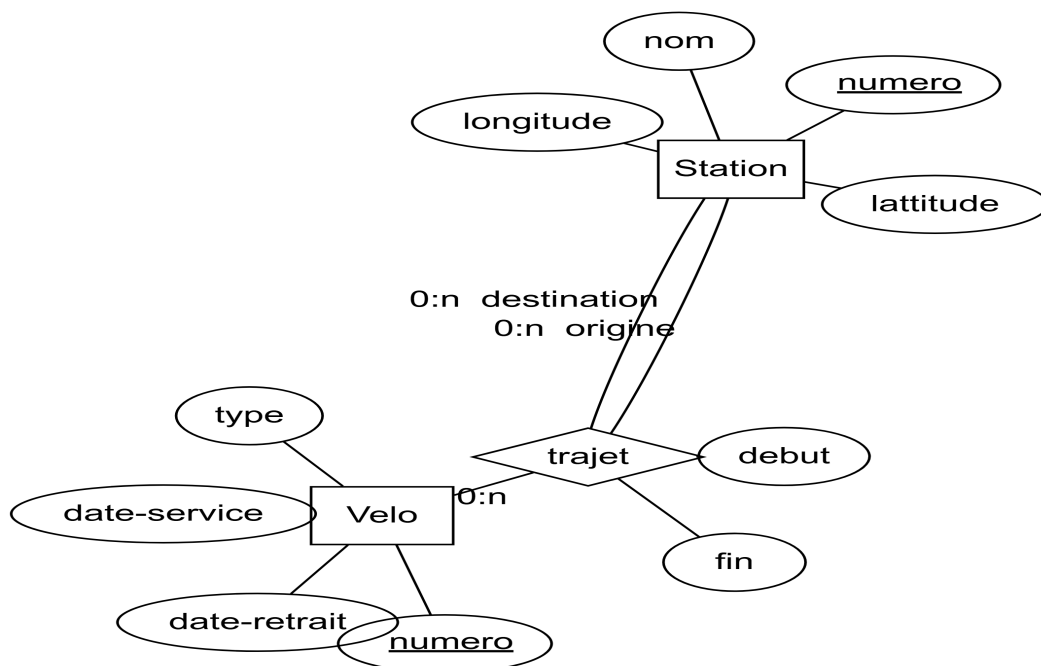 nom
numero
longitude
Station
lattitude
0:n destination
0:n origine
type
trajet
debut
0:n
date-service
Velo
fin
date-retrait
numero